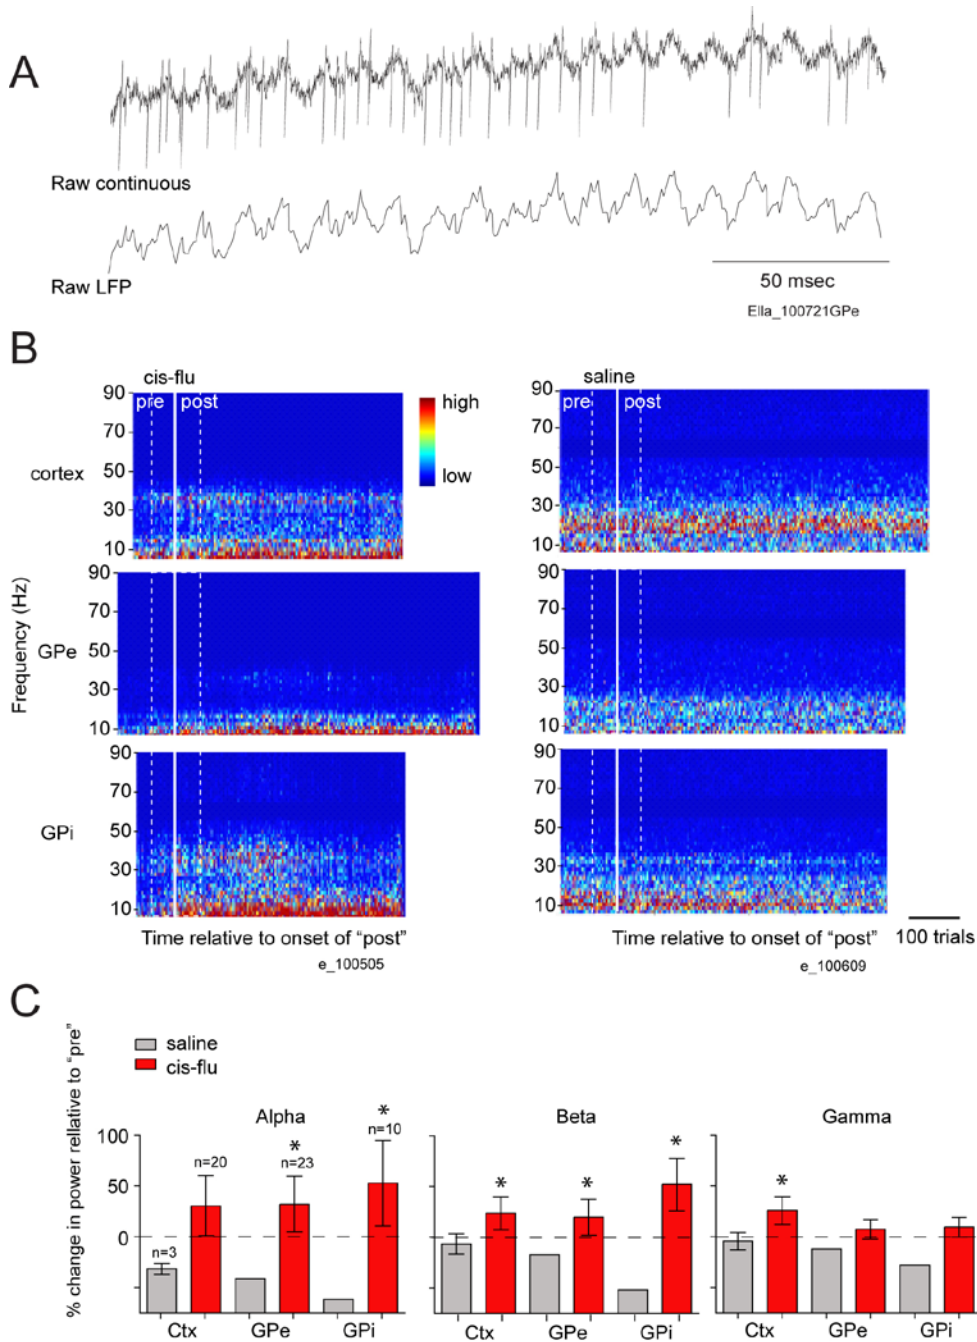 A
Raw continuous
Raw LFP
50 msec
Ella_100721GPe
B
cis-flu
saline
90 pre post
high
low
90 pre post
70
50
30
10
cortex
70
50
30
10
Frequency (Hz)
GPe
90
70
50
30
10
90
70
50
30
10
GPi
90
70
50
30
10
90
70
50
30
10
Time relative to onset of "post"
e_100505
Time relative to onset of "post"
e_100609
100 trials
C
saline
cis-flu
% change in power rellative to "pre"
Alpha
Beta
Gamma
100
50
0
n=3
n=20
* n=23
* n=10
* * *
*
Ctx GPe GPi
Ctx GPe GPi
Ctx GPe GPi